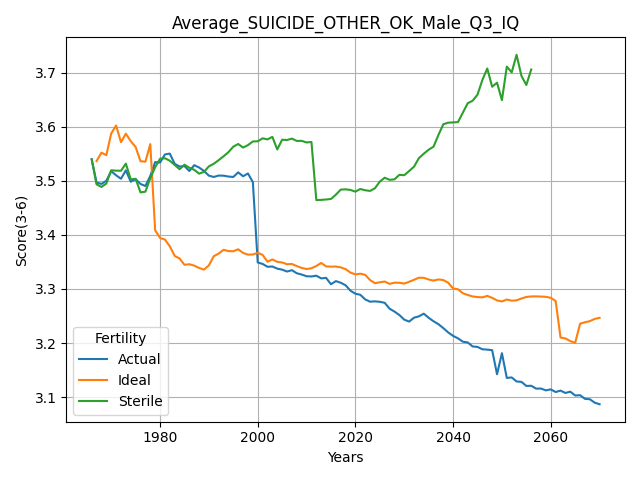 Average_SUICIDE_OTHER_OK_Male_Q3_IQ
3.7
3.6
3.5
3.4
3.3
3.2
3.1
Score(3-6)
Fertility
Actual
Ideal
Sterile
1980 2000 2020 2040 2060
Years